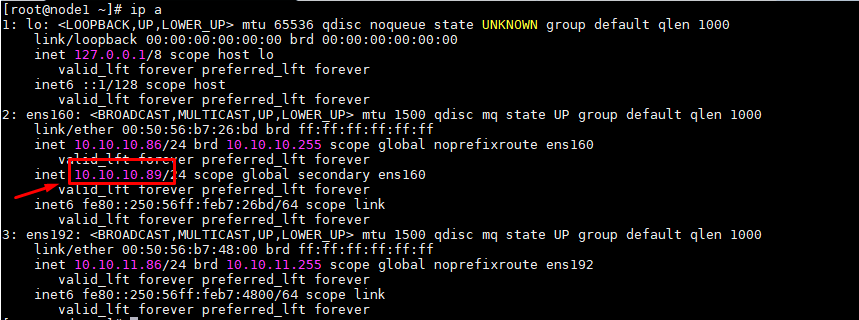 [root@node1 ~]# ip a
1: lo: <LOOPBACK,UP,LOWER_UP> mtu 65536 qdisc noqueue state UNKNOWN group default qlen 1000
link/loopback 00:00:00:00:00:00 brd 00:00:00:00:00:00
inet 127.0.0.1/8 scope host lo
valid_lft forever preferred_lft forever
inet6 ::1/128 scope host
valid_lft forever preferred_lft forever
2: ens160: <BROADCAST,MULTICAST,UP,LOWER_UP> mtu 1500 qdisc mq state UP group default qlen 1000
link/ether 00:50:56:b7:26:bd brd ff:ff:ff:ff:ff:ff
inet 10.10.10.86/24 brd 10.10.10.255 scope global noprefixroute ens160
valid_lft forever preferred_lft forever
inet 10.10.10.89/24 scope global secondary ens160
valid_lft forever preferred_lft forever
inet6 fe80::250:56ff:feb7:26bd/64 scope link
valid_lft forever preferred_lft forever
3: ens192: <BROADCAST,MULTICAST,UP,LOWER_UP> mtu 1500 qdisc mq state UP group default qlen 1000
link/ether 00:50:56:b7:48:00 brd ff:ff:ff:ff:ff:ff
inet 10.10.11.86/24 brd 10.10.11.255 scope global noprefixroute ens192
valid_lft forever preferred_lft forever
inet6 fe80::250:56ff:feb7:4800/64 scope link
valid_lft forever preferred_lft forever